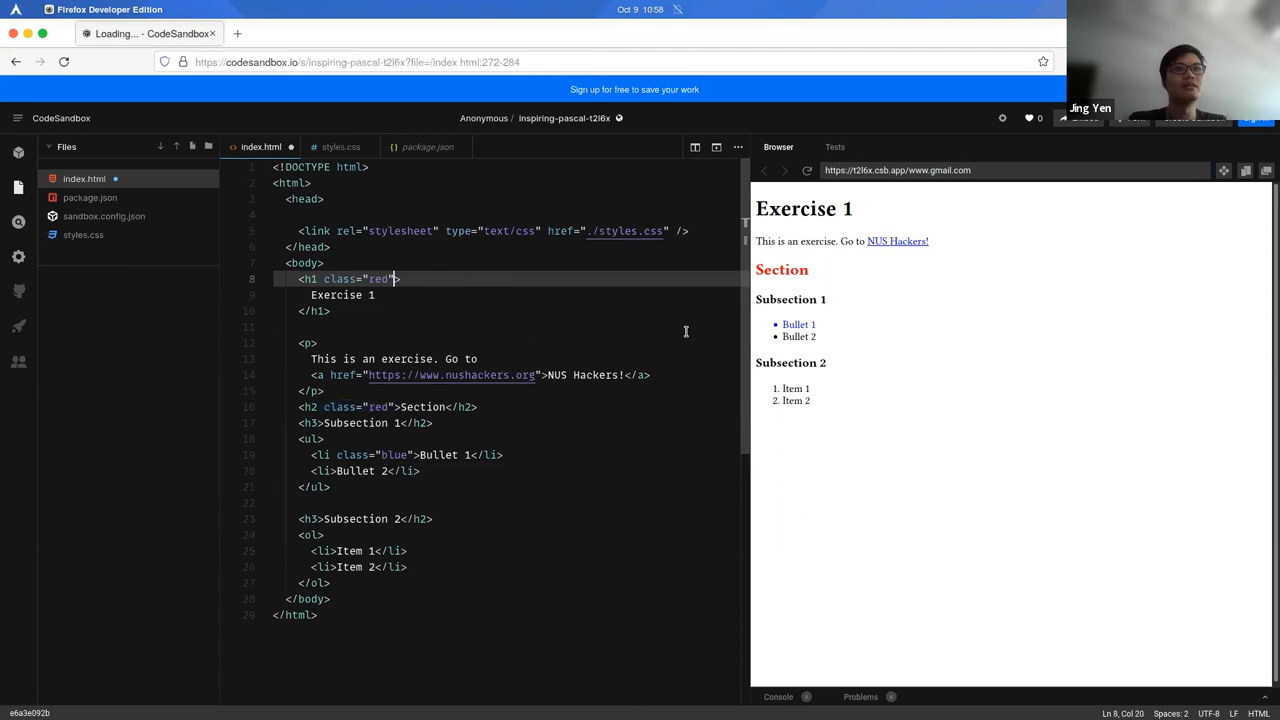 Firefox Developer Edition
Oct 9 10:58
Loading... - CodeSandbox
https://codesandbox.io/s/inspiring-pascal-t2l6x?file=/index.html:272-284
Sign up for free to save your work
Jing Yen
CodeSandbox
Anonymous / inspiring-pascal-t2l6x
0
Files
index.html
package.json
sandbox.config.json
styles.css
index.html
styles.css
package.json
1 <!DOCTYPE html>
2 <html>
3 <head>
4
5 <link rel="stylesheet" type="text/css" href="./styles.css" />
6 </head>
7 <body>
8 <h1 class="red">
9 Exercise 1
10 </h1>
11
12 <p>
13 This is an exercise. Go to
14 <a href="https://www.nushackers.org">NUS Hackers!</a>
15 </p>
16 <h2 class="red">Section</h2>
17 <h3>Subsection 1</h2>
18 <ul>
19 <li class="blue">Bullet 1</li>
20 <li>Bullet 2</li>
21 </ul>
22
23 <h3>Subsection 2</h2>
24 <ol>
25 <li>Item 1</li>
26 <li>Item 2</li>
27 </ol>
28 </body>
29 </html>
Browser
Tests
https://t2l6x.csb.app/www.gmail.com
Exercise 1
This is an exercise. Go to NUS Hackers!
Section
Subsection 1
• Bullet 1
• Bullet 2
Subsection 2
1. Item 1
2. Item 2
Console
Problems
e6a3e092b
Ln 8, Col 20
Spaces: 2
UTF-8
LF
HTML